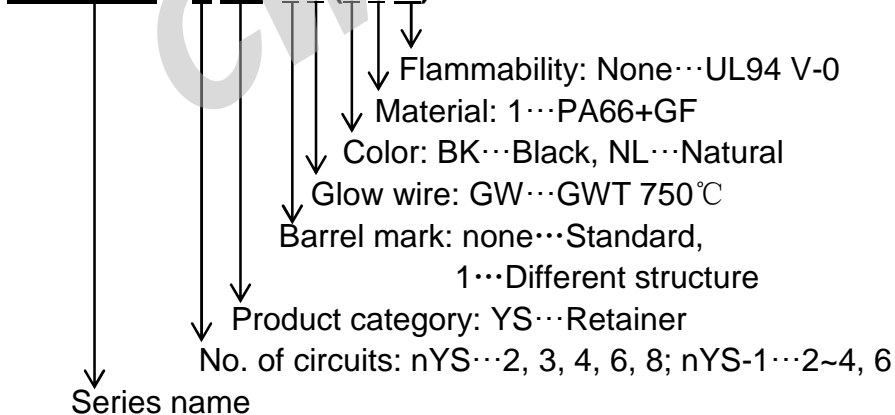 Flammability: None⋯UL94 V-0
Material: 1⋯PA66+GF
Color: BK⋯Black, NL⋯Natural
Glow wire: GW⋯GWT 750℃
Barrel mark: none⋯Standard,
1⋯Different structure
Product category: YS⋯Retainer
No. of circuits: nYS⋯2, 3, 4, 6, 8; nYS-1⋯2~4, 6
Series name